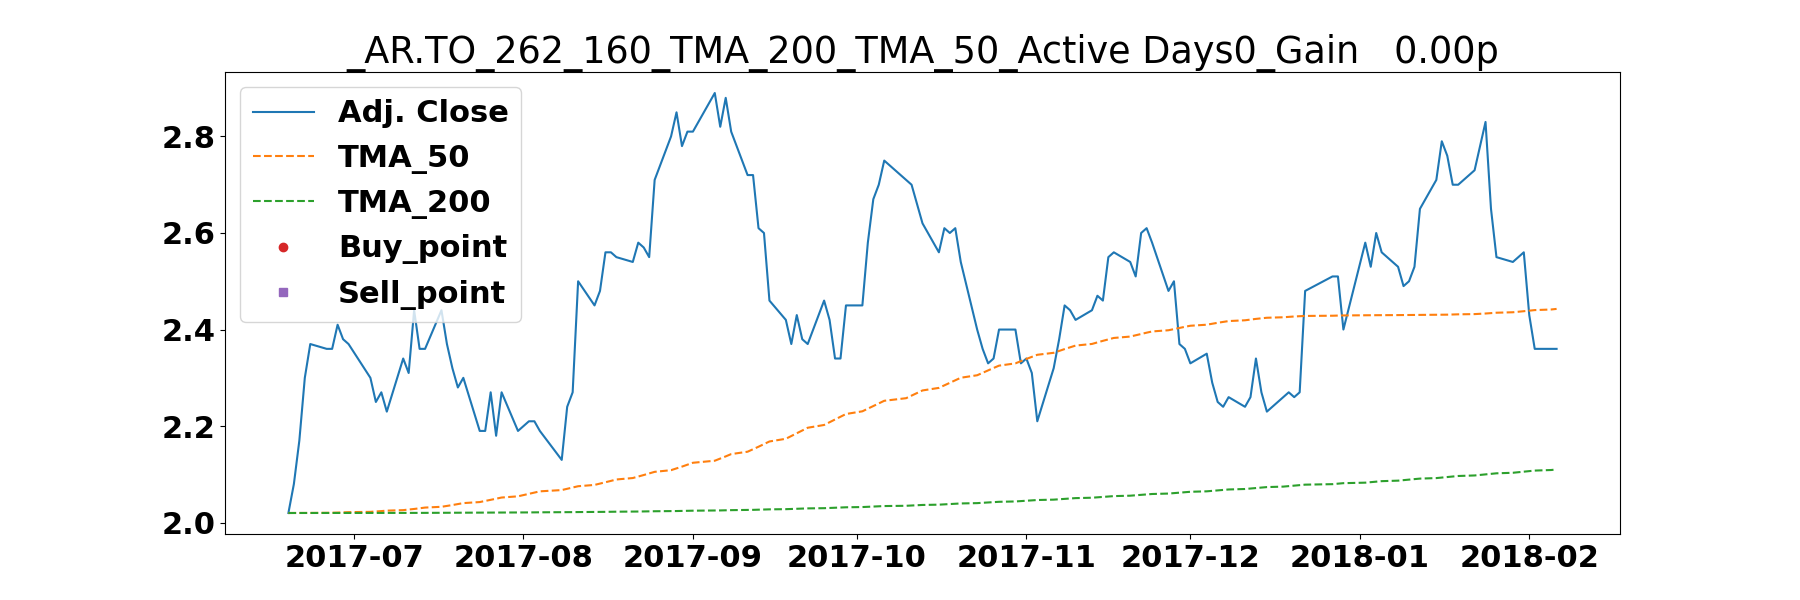 _AR.TO_262_160_TMA_200_TMA_50_Active Days0_Gain   0.00p
Adj. Close
TMA_50
TMA_200
Buy_point
Sell_point
2.8
2.6
2.4
2.2
2.0
2017-07 2017-08 2017-09 2017-10 2017-11 2017-12 2018-01 2018-02